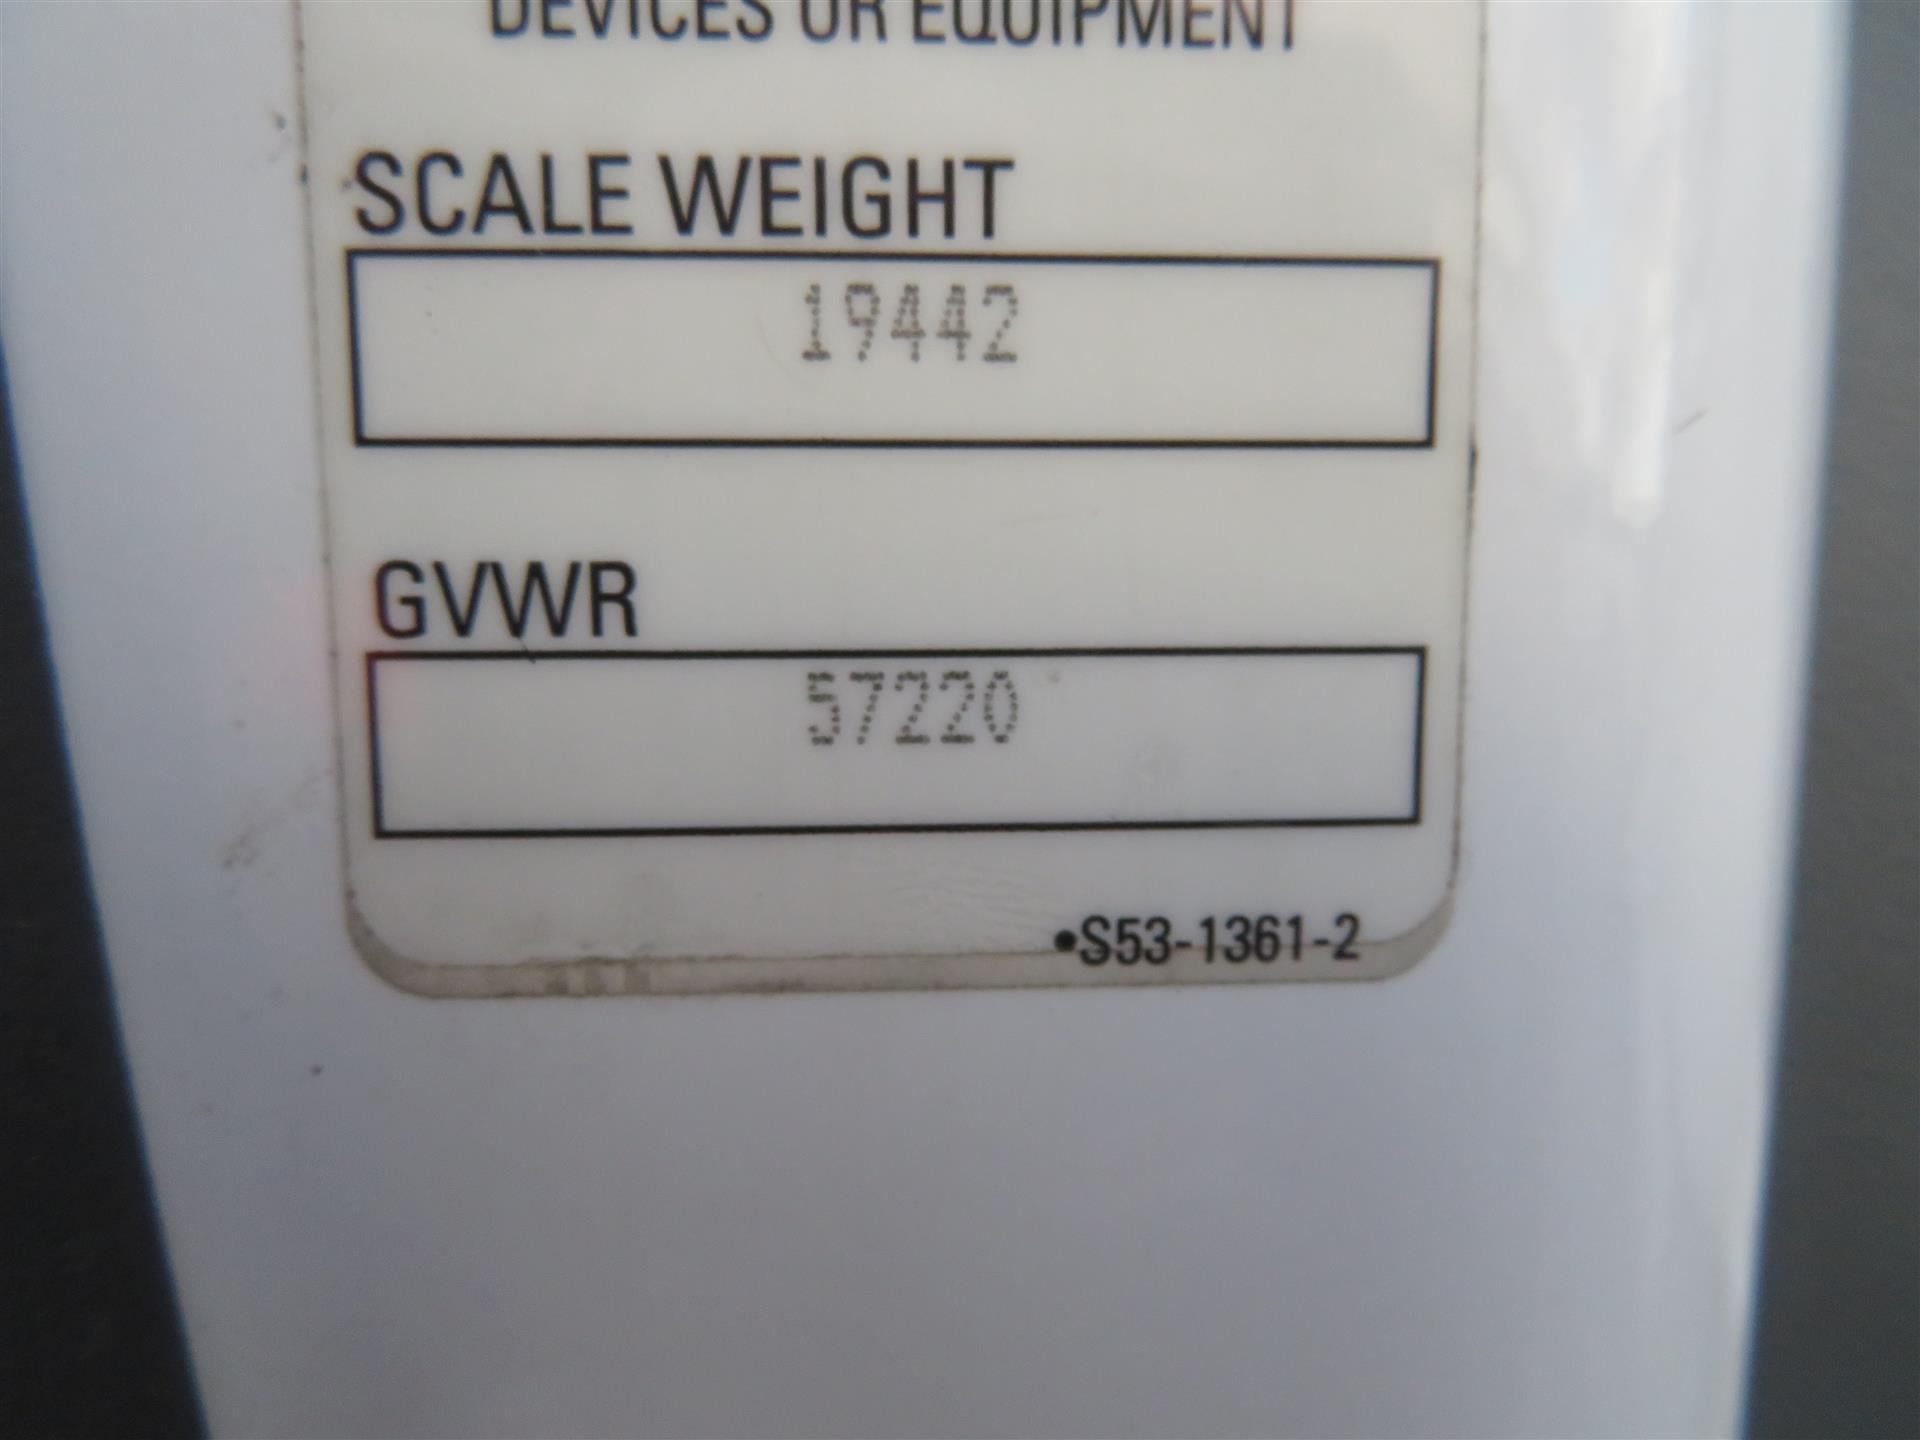 DEVICES OR EQUIPMENT
SCALE WEIGHT
19442
GVWR
57220
•S53-1361-2